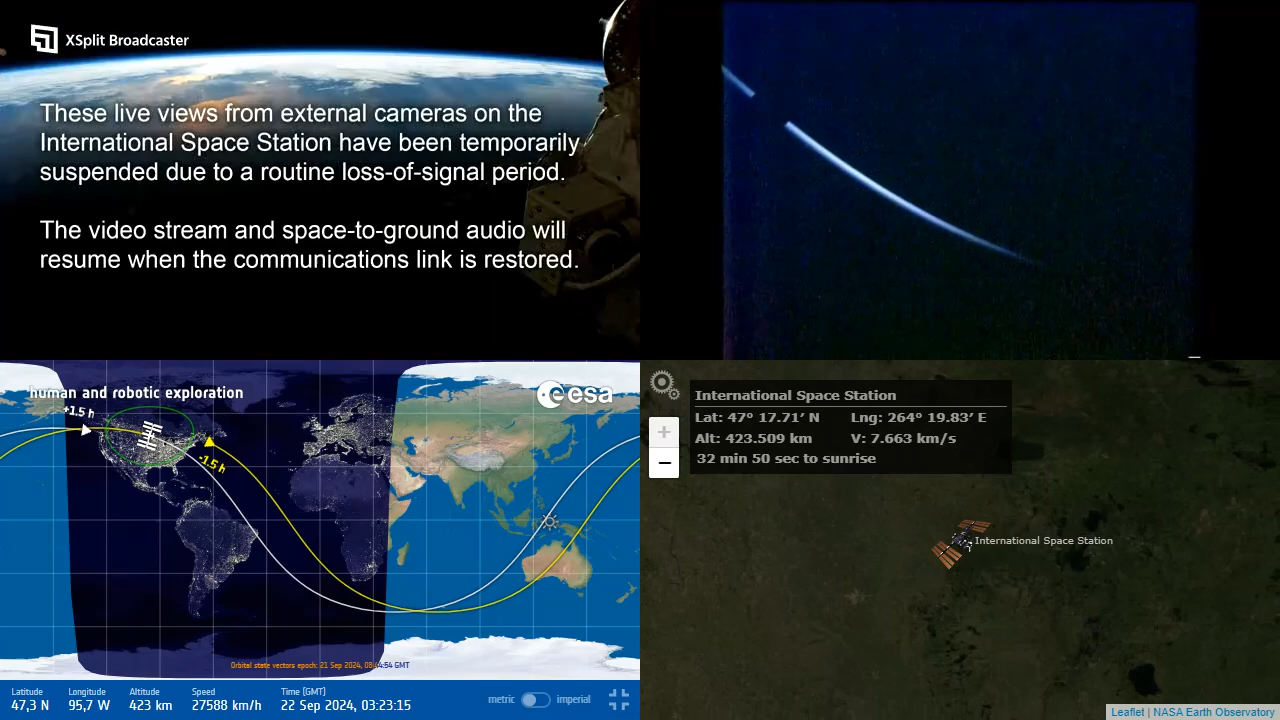 XSplit Broadcaster
These live views from external cameras on the
International Space Station have been temporarily
suspended due to a routine loss-of-signal period.
The video stream and space-to-ground audio will
resume when the communications link is restored.
human and robotic exploration
esa
+1.5 h
-1.5 h
Orbital state vectors epoch: 21 Sep 2024, 08:04:54 GMT
Latitude
47,3 N
Longitude
95,7 W
Altitude
423 km
Speed
27588 km/h
Time (GMT)
22 Sep 2024, 03:23:15
metric imperial
International Space Station
Lat: 47° 17.71′ N Lng: 264° 19.83′ E
Alt: 423.509 km V: 7.663 km/s
32 min 50 sec to sunrise
+
−
International Space Station
Leaflet | NASA Earth Observatory